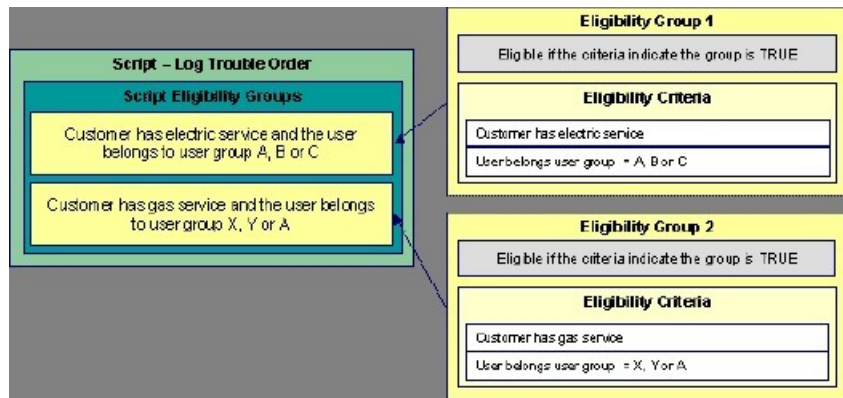 Script – Log Trouble Order
Script Eligibility Groups
Customer has electric service and the user
belongs to user group A, B or C
Customer has gas service and the user belongs
to user group X, Y or A
Eligibility Group 1
Eligible if the criteria indicate the group is TRUE
Eligibility Criteria
Customer has electric service
User belongs user group = A, B or C
Eligibility Group 2
Eligible if the criteria indicate the group is TRUE
Eligibility Criteria
Customer has gas service
User belongs user group = X, Y or A